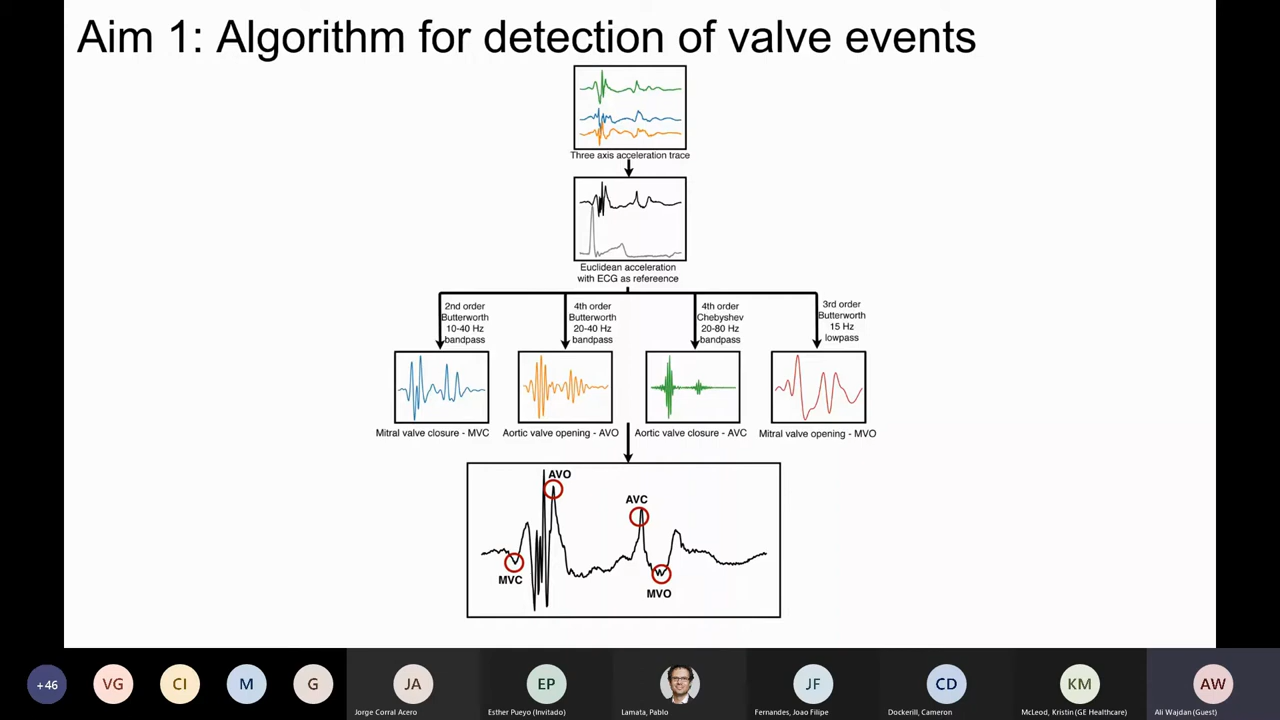 Aim 1: Algorithm for detection of valve events
Three axis acceleration trace
Euclidean acceleration
with ECG as refereence
2nd order
Butterworth
10-40 Hz
bandpass
4th order
Butterworth
20-40 Hz
bandpass
4th order
Chebyshev
20-80 Hz
bandpass
3rd order
Butterworth
15 Hz
lowpass
Mitral valve closure - MVC
Aortic valve opening - AVO
Aortic valve closure - AVC
Mitral valve opening - MVO
AVO
AVC
MVC
MVO
+46
VG
CI
M
G
JA
EP
JF
CD
KM
AW
Jorge Corral Acero
Esther Pueyo (Invitado)
Lamata, Pablo
Fernandes, Joao Filipe
Dockerill, Cameron
McLeod, Kristin (GE Healthcare)
Ali Wajdan (Guest)